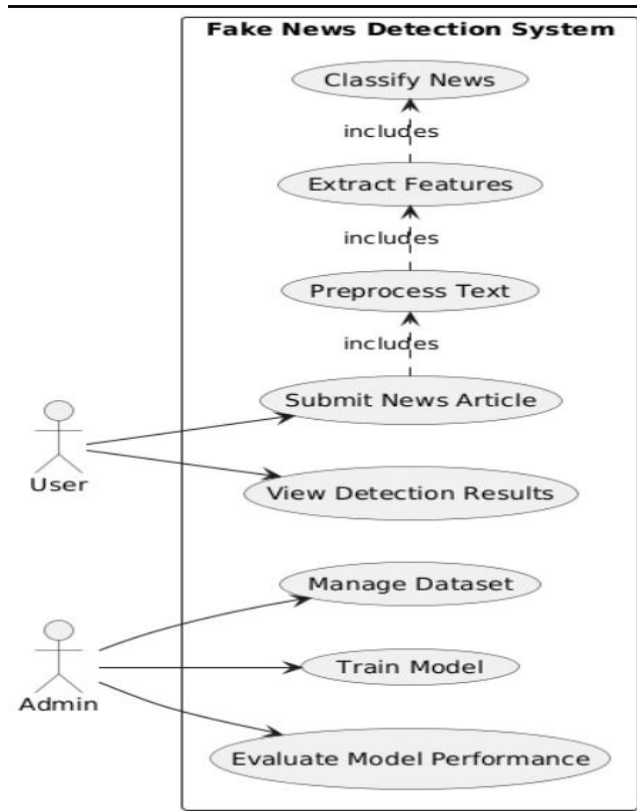 Fake News Detection System
Classify News
includes
Extract Features
includes
Preprocess Text
includes
Submit News Article
User
View Detection Results
Manage Dataset
Train Model
Admin
Evaluate Model Performance